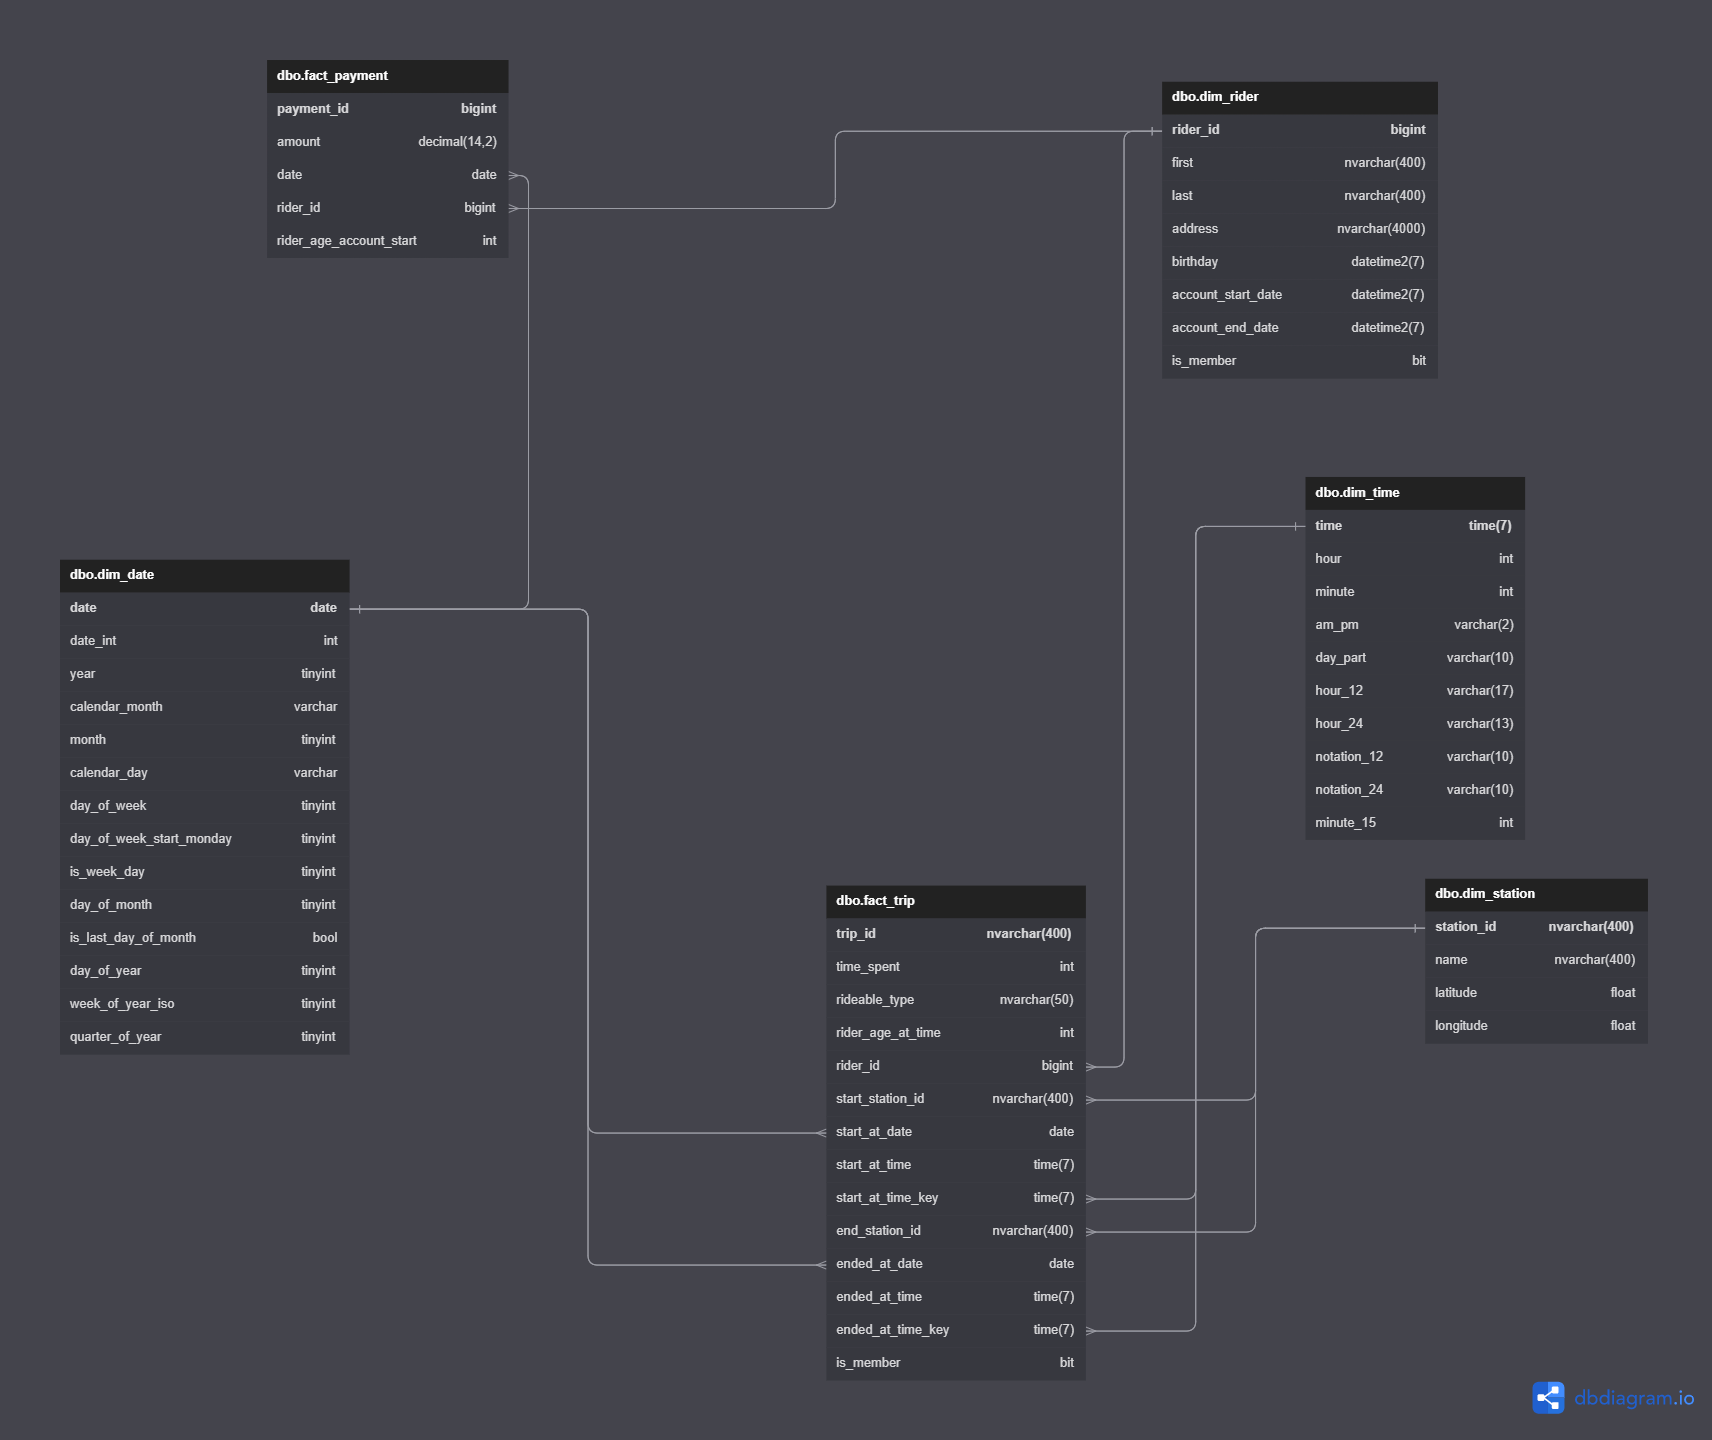 dbo.fact_payment
payment_id bigint
amount decimal(14,2)
date date
rider_id bigint
rider_age_account_start int
dbo.dim_rider
rider_id bigint
first nvarchar(400)
last nvarchar(400)
address nvarchar(4000)
birthday datetime2(7)
account_start_date datetime2(7)
account_end_date datetime2(7)
is_member bit
dbo.dim_time
time time(7)
hour int
minute int
am_pm varchar(2)
day_part varchar(10)
hour_12 varchar(17)
hour_24 varchar(13)
notation_12 varchar(10)
notation_24 varchar(10)
minute_15 int
dbo.dim_date
date date
date_int int
year tinyint
calendar_month varchar
month tinyint
calendar_day varchar
day_of_week tinyint
day_of_week_start_monday tinyint
is_week_day tinyint
day_of_month tinyint
is_last_day_of_month bool
day_of_year tinyint
week_of_year_iso tinyint
quarter_of_year tinyint
dbo.fact_trip
trip_id nvarchar(400)
time_spent int
rideable_type nvarchar(50)
rider_age_at_time int
rider_id bigint
start_station_id nvarchar(400)
start_at_date date
start_at_time time(7)
start_at_time_key time(7)
end_station_id nvarchar(400)
ended_at_date date
ended_at_time time(7)
ended_at_time_key time(7)
is_member bit
dbo.dim_station
station_id nvarchar(400)
name nvarchar(400)
latitude float
longitude float
dbdiagram.io